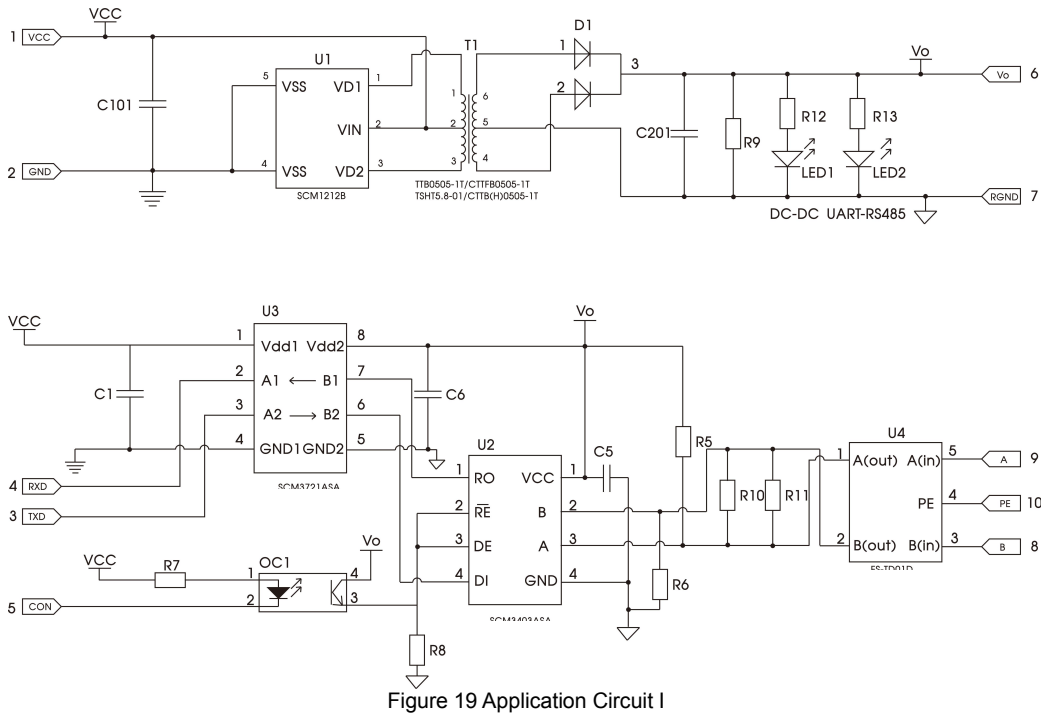 VCC
1 VCC
C101
U1
5 VSS VD1 1
VIN 2
4 VSS VD2 3
SCM1212B
2 GND
T1
1 6
2 5
3 4
TTB0505-1T/CTTFB0505-1T
TSHT5.8-01/CTTB(H)0505-1T
D1
1
2
3
C201
R9
R12
LED1
R13
LED2
Vo
Vo 6
RGND 7
DC-DC UART-RS485
VCC
C1
U3
1 Vdd1 Vdd2 8
2 A1 ← B1 7
3 A2 → B2 6
4 GND1 GND2 5
SCM3721ASA
4 RXD
3 TXD
C6
Vo
U2
1 RO VCC 1
2 RE B 2
3 DE A 3
4 DI GND 4
SCM3403ASA
C5
R5
R6
R10
R11
U4
1 A(out) A(in) 5
PE 4
2 B(out) B(in) 3
FS-TD01D
A 9
PE 10
B 8
VCC
R7
OC1
1
2
4
3
Vo
5 CON
R8
Figure 19 Application Circuit I